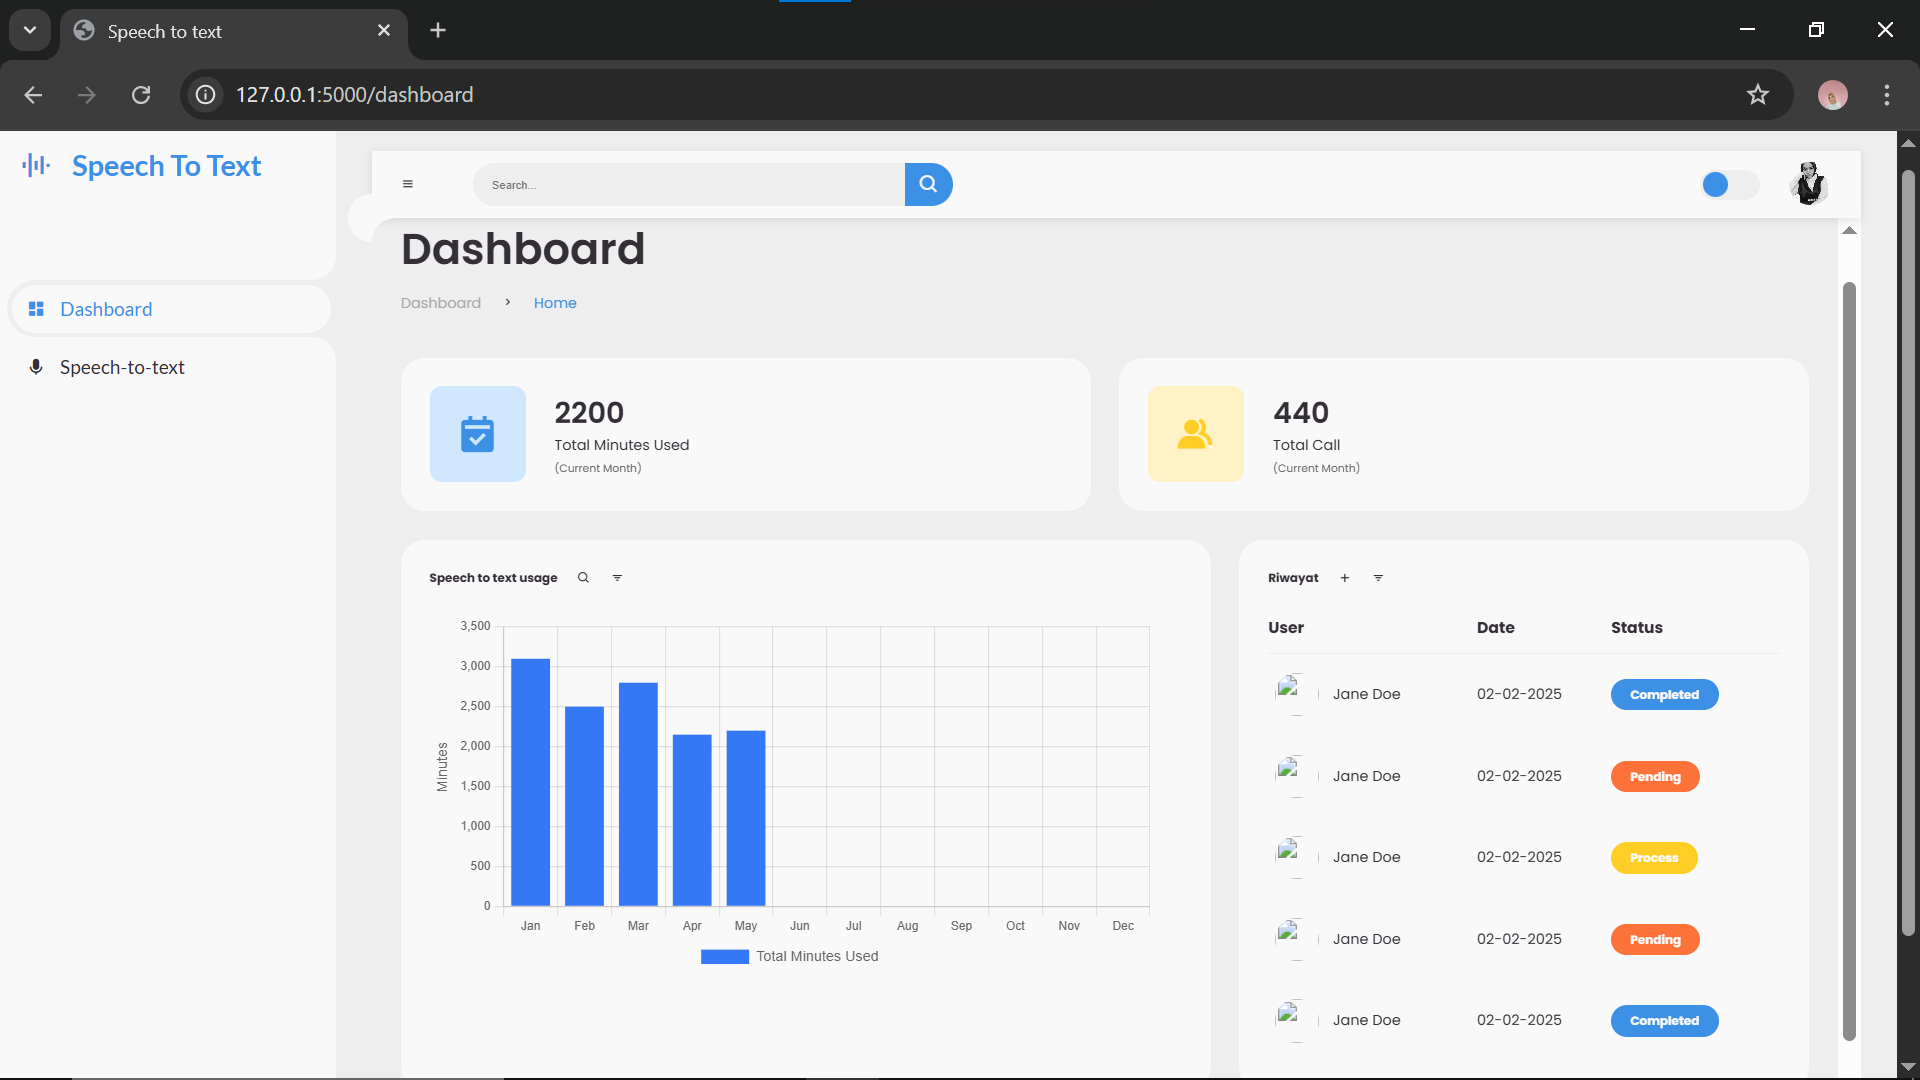 Speech to text
127.0.0.1:5000/dashboard
Speech To Text
Search...
Dashboard
Speech-to-text
Dashboard
Dashboard > Home
2200
Total Minutes Used
(Current Month)
440
Total Call
(Current Month)
Speech to text usage
3,500
3,000
2,500
2,000
1,500
1,000
500
0
Minutes
Jan Feb Mar Apr May Jun Jul Aug Sep Oct Nov Dec
Total Minutes Used
Riwayat
User Date Status
Jane Doe 02-02-2025 Completed
Jane Doe 02-02-2025 Pending
Jane Doe 02-02-2025 Process
Jane Doe 02-02-2025 Pending
Jane Doe 02-02-2025 Completed